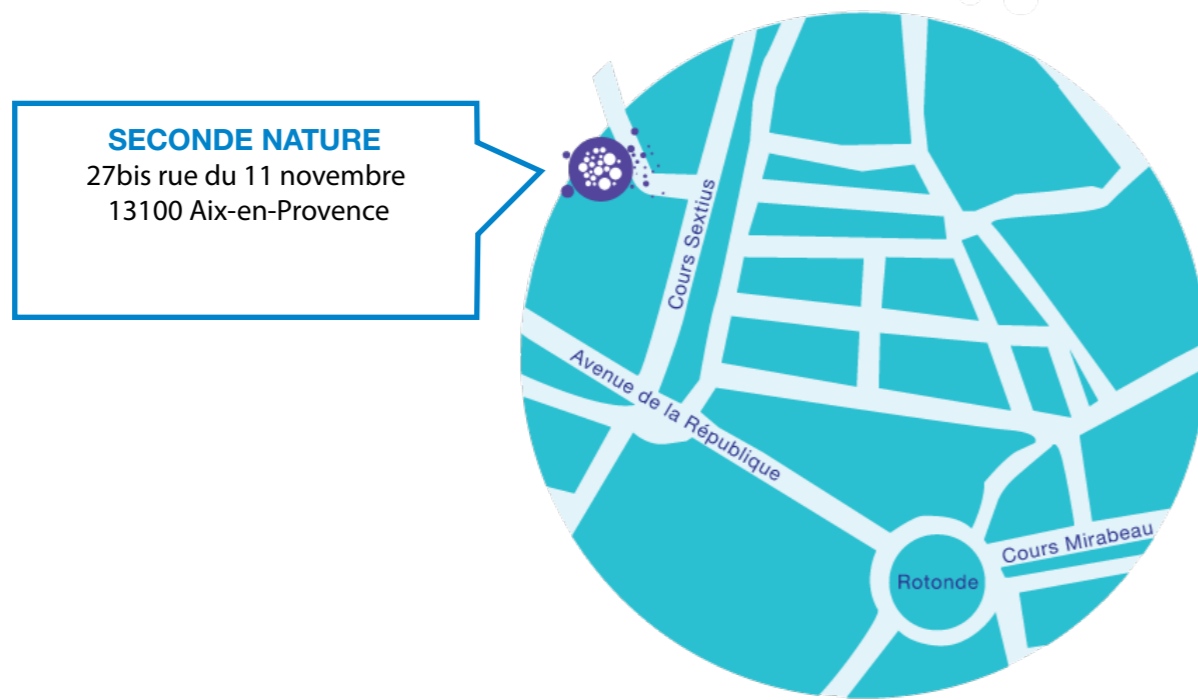 SECONDE NATURE
27bis rue du 11 novembre
13100 Aix-en-Provence
Cours Sextius
Avenue de la République
Cours Mirabeau
Rotonde